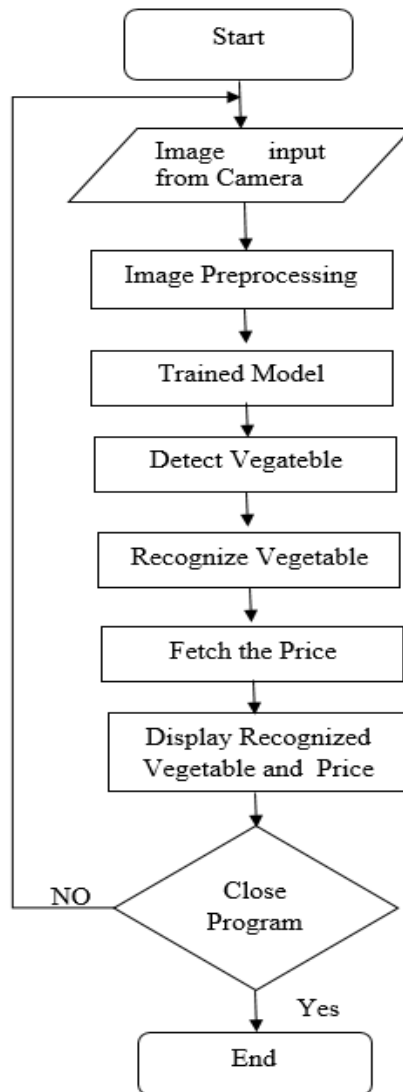 Start
Image input
from Camera
Image Preprocessing
Trained Model
Detect Vegateble
Recognize Vegetable
Fetch the Price
Display Recognized
Vegetable and Price
Close
Program
NO
Yes
End